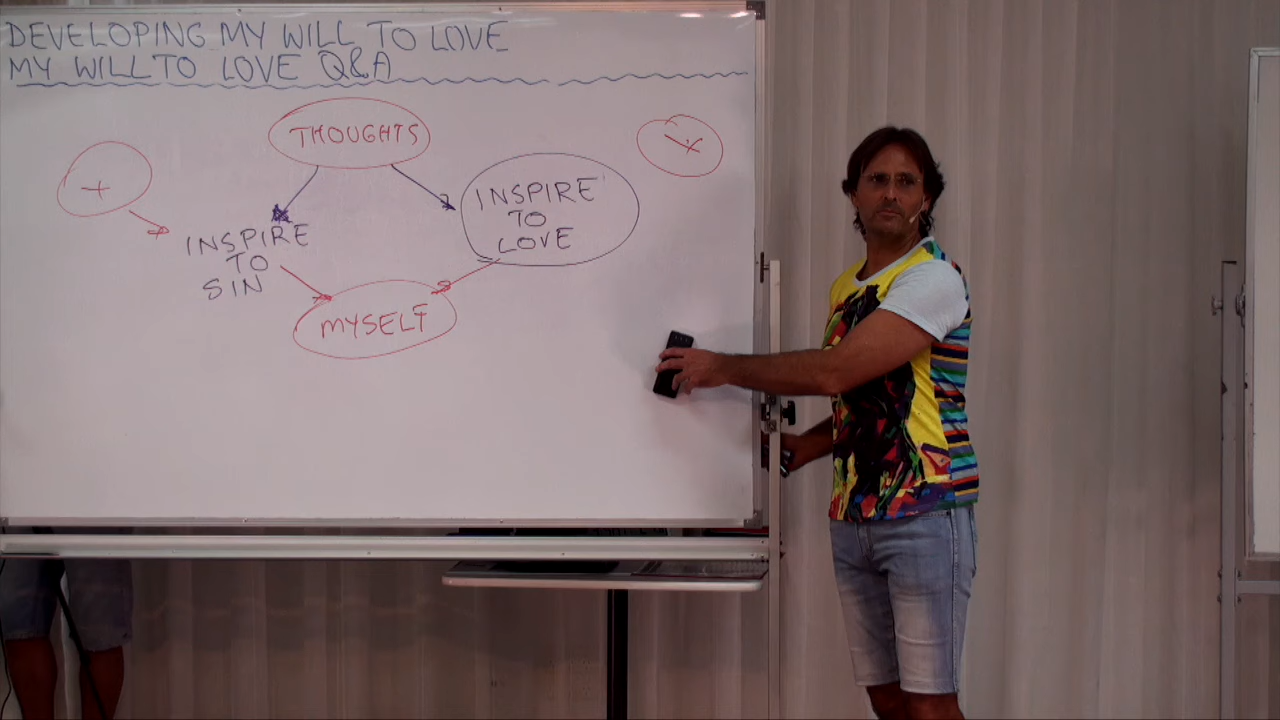 DEVELOPING MY WILL TO LOVE
MY WILL TO LOVE Q&A
THOUGHTS
+
INSPIRE
TO
LOVE
INSPIRE
TO
SIN
MYSELF